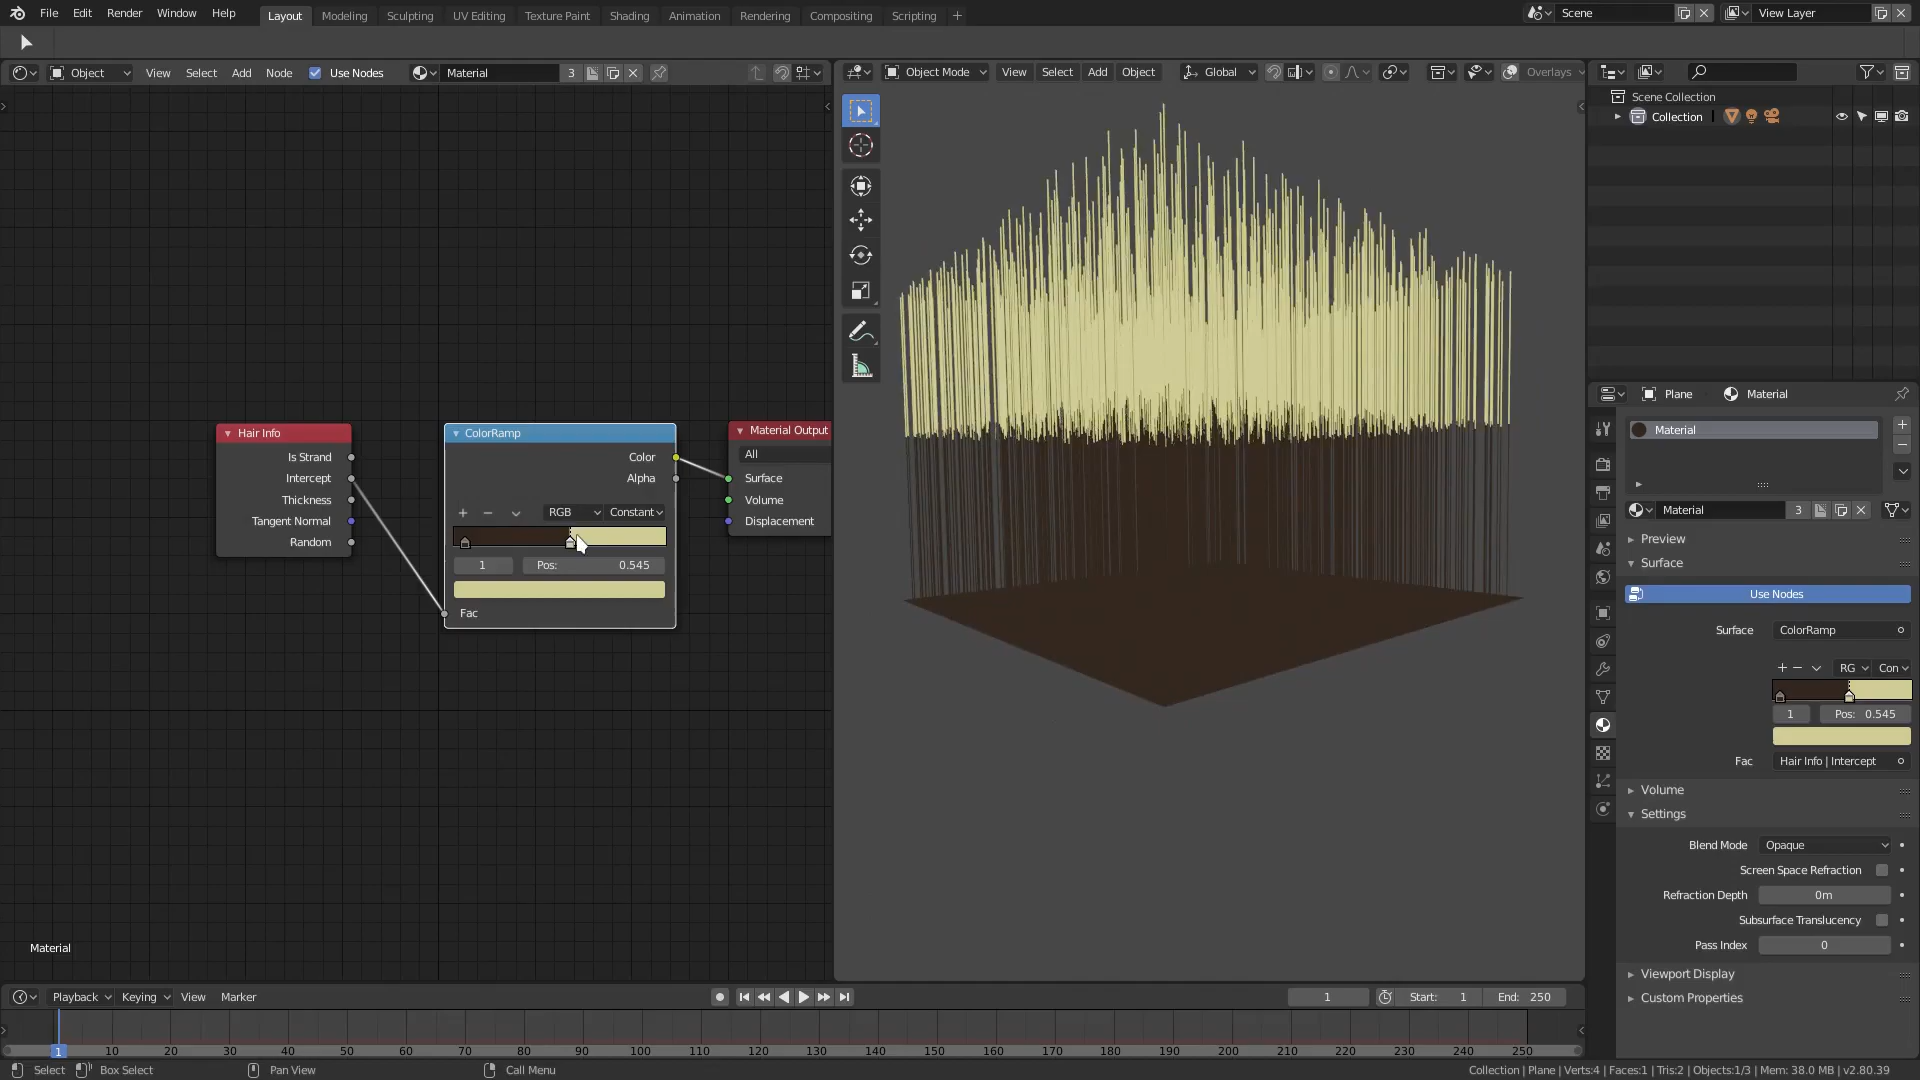 File Edit Render Window Help Layout Modeling Sculpting UV Editing Texture Paint Shading Animation Rendering Compositing Scripting + Scene View Layer
Object View Select Add Node Use Nodes Material 3
Object Mode View Select Add Object Global Overlays
Scene Collection
Collection
Plane Material
Hair Info
Is Strand
Intercept
Thickness
Tangent Normal
Random
ColorRamp
Color
Alpha
RGB Constant
1 Pos: 0.545
Fac
Material Output
All
Surface
Volume
Displacement
Material
Material
Material 3
Preview
Surface
Use Nodes
Surface ColorRamp
RG Con
1 Pos: 0.545
Fac Hair Info | Intercept
Volume
Settings
Blend Mode Opaque
Screen Space Refraction
Refraction Depth 0m
Subsurface Translucency
Pass Index 0
Viewport Display
Custom Properties
Playback Keying View Marker 1 Start: 1 End: 250
1 10 20 30 40 50 60 70 80 90 100 110 120 130 140 150 160 170 180 190 200 210 220 230 240 250
Select Box Select Pan View Call Menu Collection | Plane | Verts:4 | Faces:1 | Tris:2 | Objects:1/3 | Mem: 38.0 MB | v2.80.39